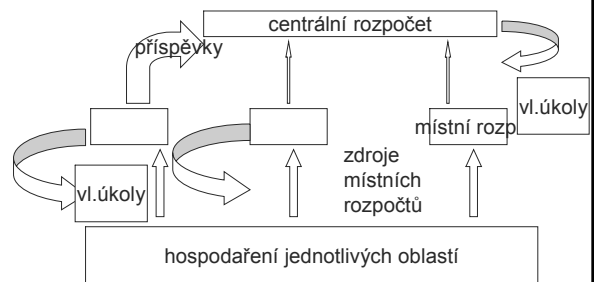 centrální rozpočet
příspěvky
vl.úkoly
místní rozp
vl.úkoly
zdroje
místních
rozpočtů
hospodaření jednotlivých oblastí